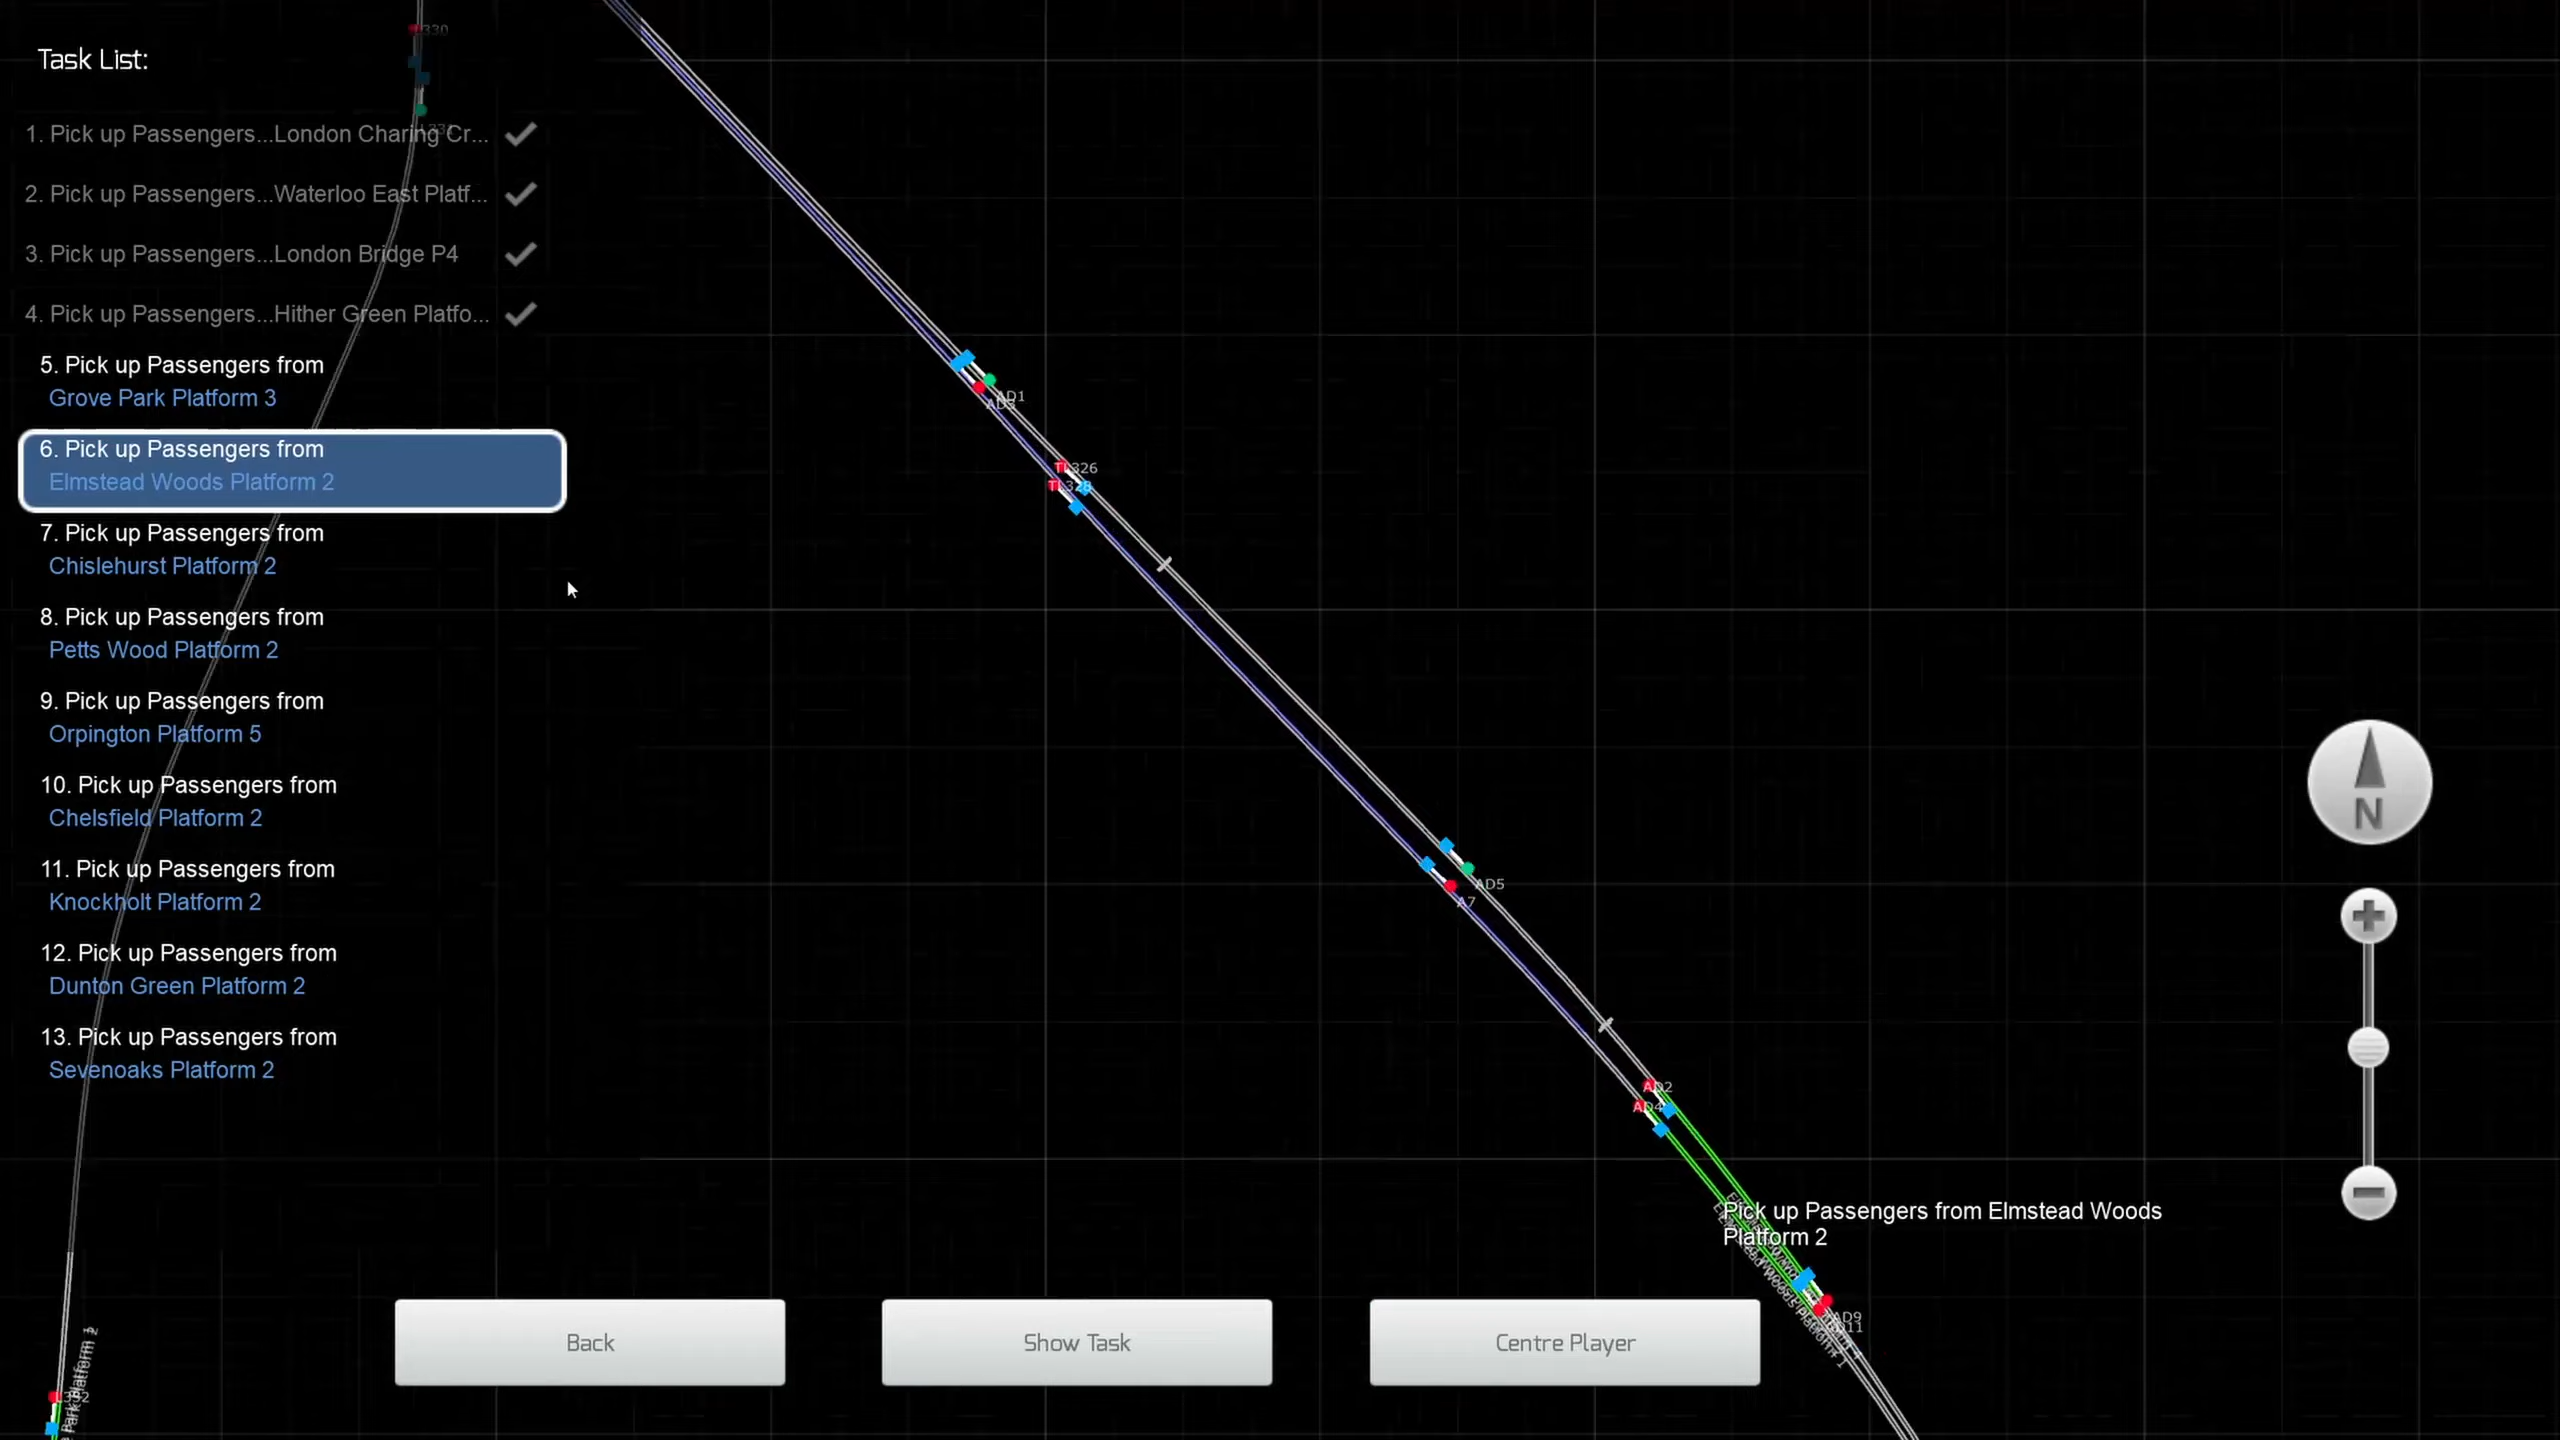 Task List:
1. Pick up Passengers...London Charing Cr...
2. Pick up Passengers...Waterloo East Platf...
3. Pick up Passengers...London Bridge P4
4. Pick up Passengers...Hither Green Platfo...
5. Pick up Passengers from
Grove Park Platform 3
6. Pick up Passengers from
Elmstead Woods Platform 2
7. Pick up Passengers from
Chislehurst Platform 2
8. Pick up Passengers from
Petts Wood Platform 2
9. Pick up Passengers from
Orpington Platform 5
10. Pick up Passengers from
Chelsfield Platform 2
11. Pick up Passengers from
Knockholt Platform 2
12. Pick up Passengers from
Dunton Green Platform 2
13. Pick up Passengers from
Sevenoaks Platform 2
AD1
TL326
TL328
AD5
A7
AD2
AD4
Pick up Passengers from Elmstead Woods
Platform 2
AD9
N
Back
Show Task
Centre Player